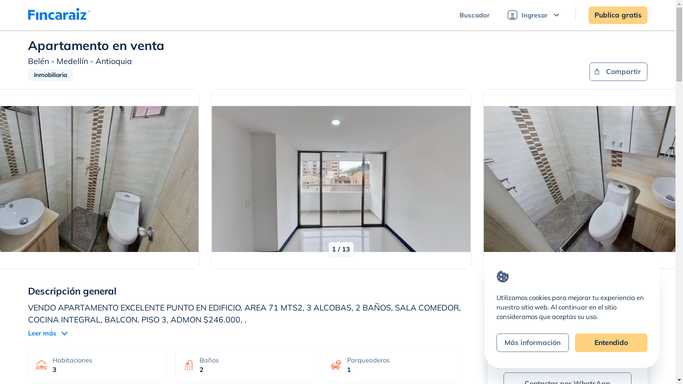 Fincaraiz
Buscador
Ingresar
Publica gratis
Apartamento en venta
Belén - Medellín - Antioquia
Inmobiliaria
Compartir
1 / 13
Descripción general
VENDO APARTAMENTO EXCELENTE PUNTO EN EDIFICIO, AREA 71 MTS2, 3 ALCOBAS, 2 BAÑOS, SALA COMEDOR,
COCINA INTEGRAL, BALCON, PISO 3, ADMON $246.000, ,
Leer más
Habitaciones
3
Baños
2
Parqueaderos
1
Utilizamos cookies para mejorar tu experiencia en
nuestro sitio web. Al continuar en el sitio
consideramos que aceptas su uso.
Más información
Entendido
Contactar por WhatsApp